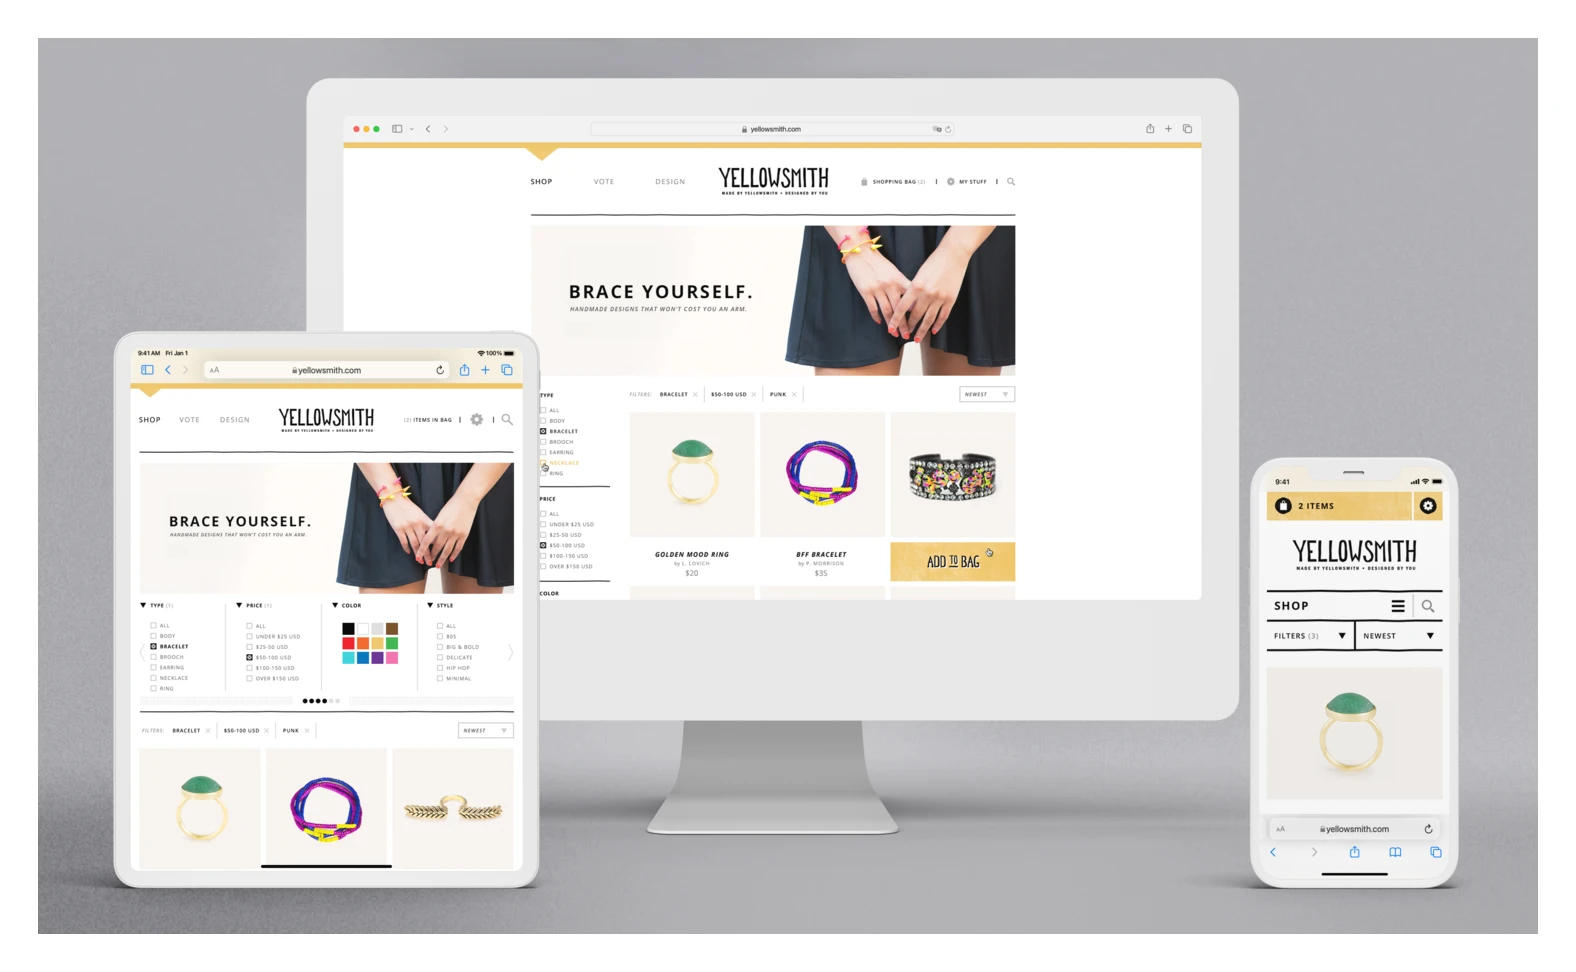 yellowsmith.com
SHOP
VOTE
DESIGN
YELLOWSMITH
MADE BY YELLOWSMITH • DESIGNED BY YOU
SHOPPING BAG (2)
MY STUFF
BRACE YOURSELF.
HANDMADE DESIGNS THAT WON'T COST YOU AN ARM.
TYPE
ALL
BODY
BRACELET
BROOCH
EARRING
NECKLACE
RING
PRICE
ALL
UNDER $25 USD
$25-50 USD
$50-100 USD
$100-150 USD
OVER $150 USD
COLOR
FILTERS: BRACELET × $50-100 USD × PUNK ×
NEWEST
GOLDEN MOOD RING
by L. LOVICH
$20
BFF BRACELET
by P. MORRISON
$35
ADD TO BAG
9:41 AM Fri Jan 1
100%
AA
yellowsmith.com
SHOP
VOTE
DESIGN
YELLOWSMITH
MADE BY YELLOWSMITH • DESIGNED BY YOU
(2) ITEMS IN BAG
BRACE YOURSELF.
HANDMADE DESIGNS THAT WON'T COST YOU AN ARM.
TYPE (1)
ALL
BODY
BRACELET
BROOCH
EARRING
NECKLACE
RING
PRICE (1)
ALL
UNDER $25 USD
$25-50 USD
$50-100 USD
$100-150 USD
OVER $150 USD
COLOR
STYLE
ALL
80S
BIG & BOLD
DELICATE
HIP HOP
MINIMAL
FILTERS: BRACELET × $50-100 USD × PUNK ×
NEWEST
9:41
2 ITEMS
YELLOWSMITH
MADE BY YELLOWSMITH • DESIGNED BY YOU
SHOP
FILTERS (3)
NEWEST
AA
yellowsmith.com